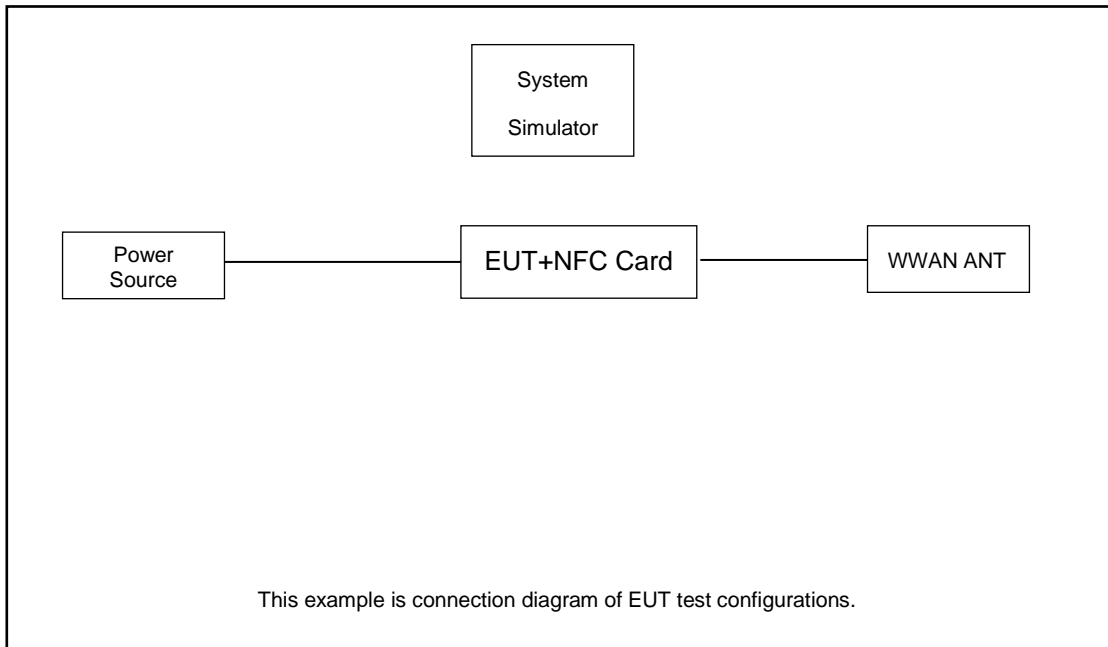 System
Simulator
Power
Source
EUT+NFC Card
WWAN ANT
This example is connection diagram of EUT test configurations.